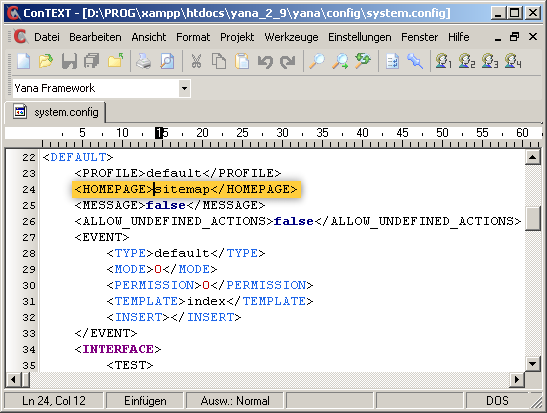 ConTEXT - [D:\PROG\xampp\htdocs\yana_2_9\yana\config\system.config]
Datei Bearbeiten Ansicht Format Projekt Werkzeuge Einstellungen Fenster Hilfe
1 2 3 4
Yana Framework
system.config
5 10 15 20 25 30 35 40 45 50 55 60
22 <DEFAULT>
23 <PROFILE>default</PROFILE>
24 <HOMEPAGE>sitemap</HOMEPAGE>
25 <MESSAGE>false</MESSAGE>
26 <ALLOW_UNDEFINED_ACTIONS>false</ALLOW_UNDEFINED_ACTIONS>
27 <EVENT>
28 <TYPE>default</TYPE>
29 <MODE>0</MODE>
30 <PERMISSION>0</PERMISSION>
31 <TEMPLATE>index</TEMPLATE>
32 <INSERT></INSERT>
33 </EVENT>
34 <INTERFACE>
35 <TEST>
Ln 24, Col 12 Einfügen Ausw.: Normal DOS